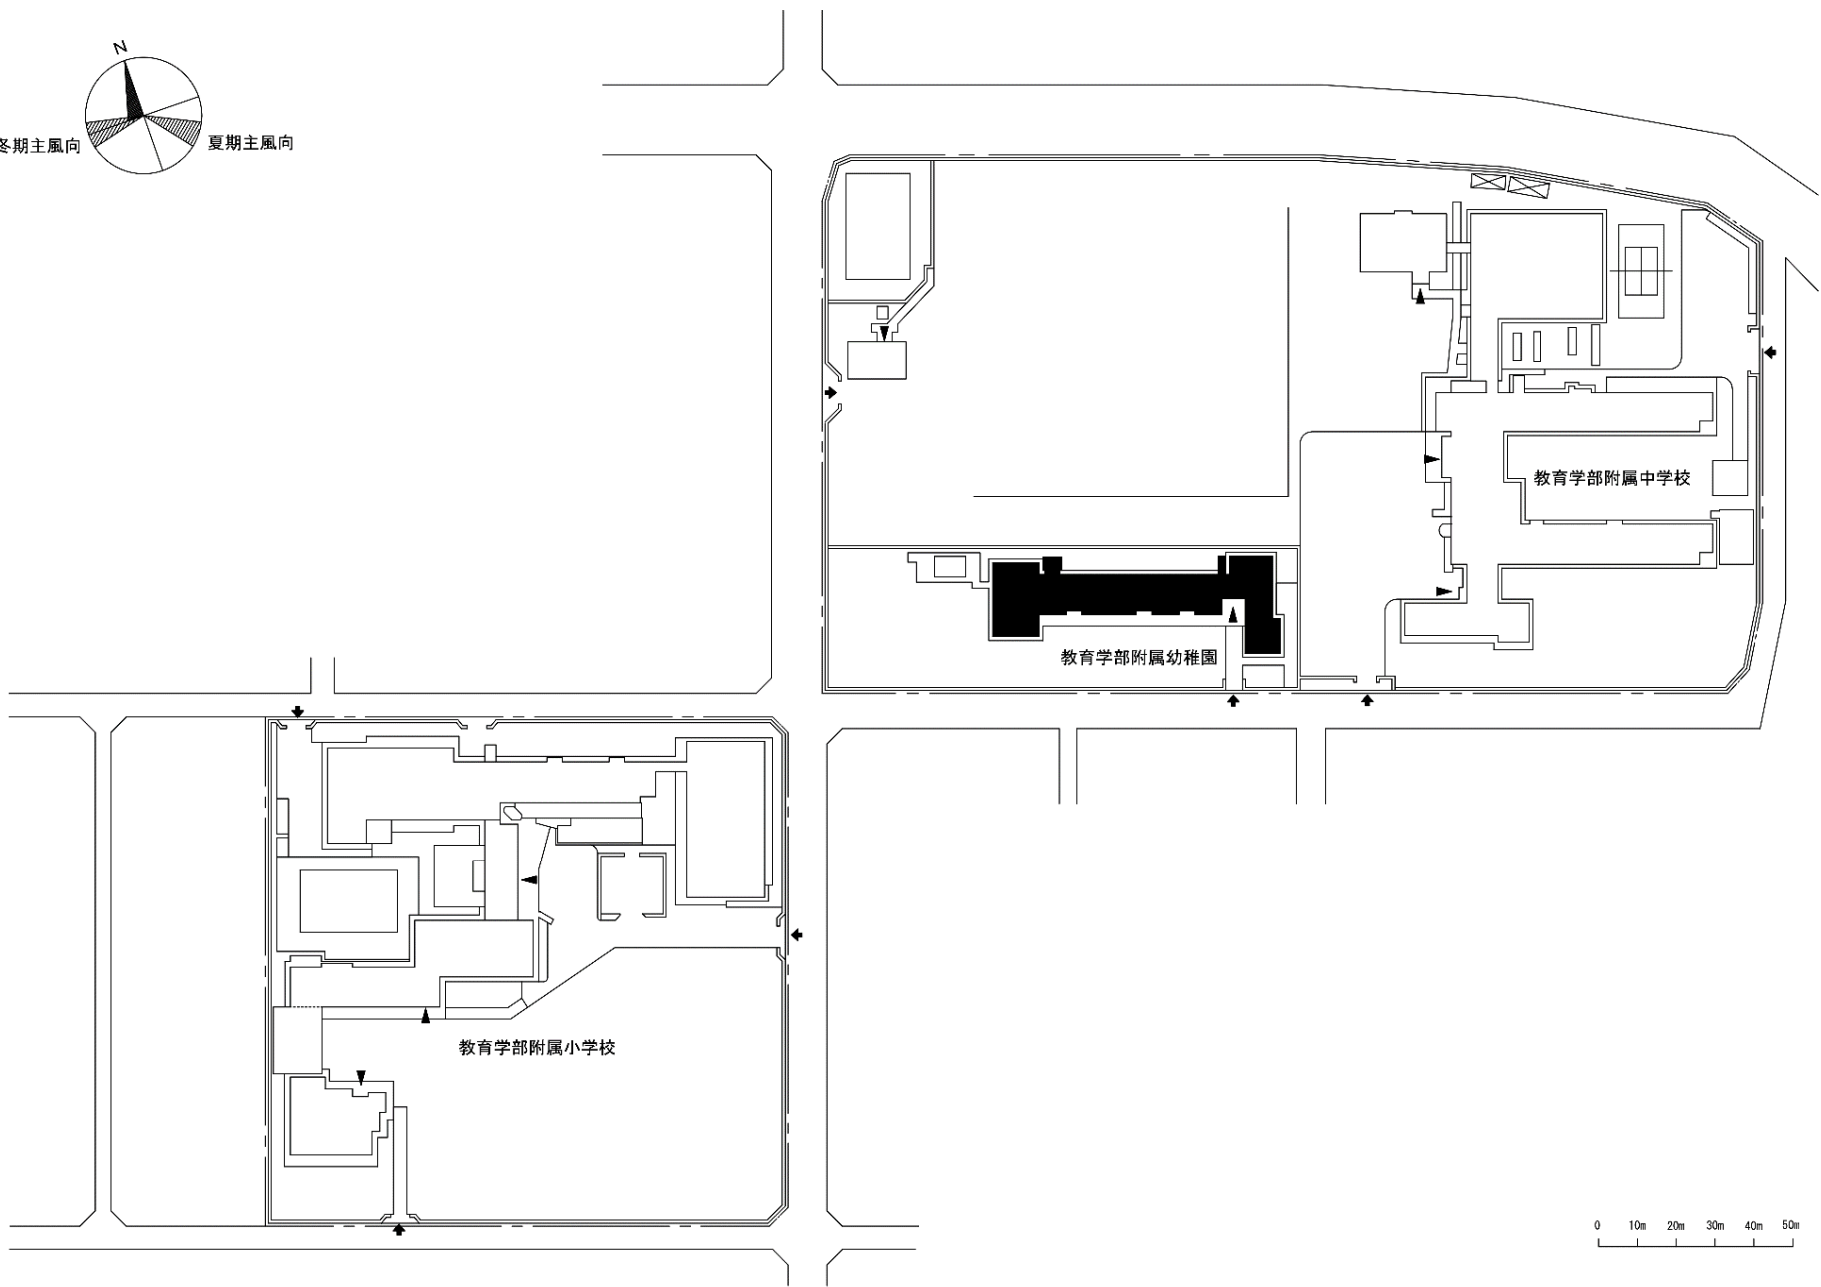 N
冬期主風向
夏期主風向
教育学部附属中学校
教育学部附属幼稚園
教育学部附属小学校
0 10m 20m 30m 40m 50m